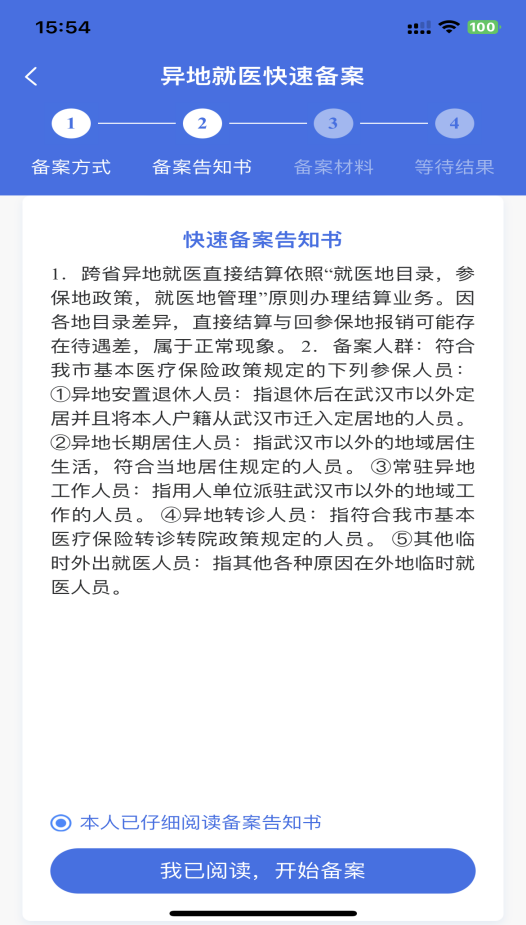 15:54
100
异地就医快速备案
1 2 3 4
备案方式 备案告知书 备案材料 等待结果
快速备案告知书
1. 跨省异地就医直接结算依照“就医地目录，参
保地政策，就医地管理”原则办理结算业务。因
各地目录差异，直接结算与回参保地报销可能存
在待遇差，属于正常现象。 2. 备案人群：符合
我市基本医疗保险政策规定的下列参保人员：
①异地安置退休人员：指退休后在武汉市以外定
居并且将本人户籍从武汉市迁入定居地的人员。
②异地长期居住人员：指武汉市以外的地域居住
生活，符合当地居住规定的人员。 ③常驻异地
工作人员：指用人单位派驻武汉市以外的地域工
作的人员。 ④异地转诊人员：指符合我市基本
医疗保险转诊转院政策规定的人员。 ⑤其他临
时外出就医人员：指其他各种原因在外地临时就
医人员。
本人已仔细阅读备案告知书
我已阅读，开始备案